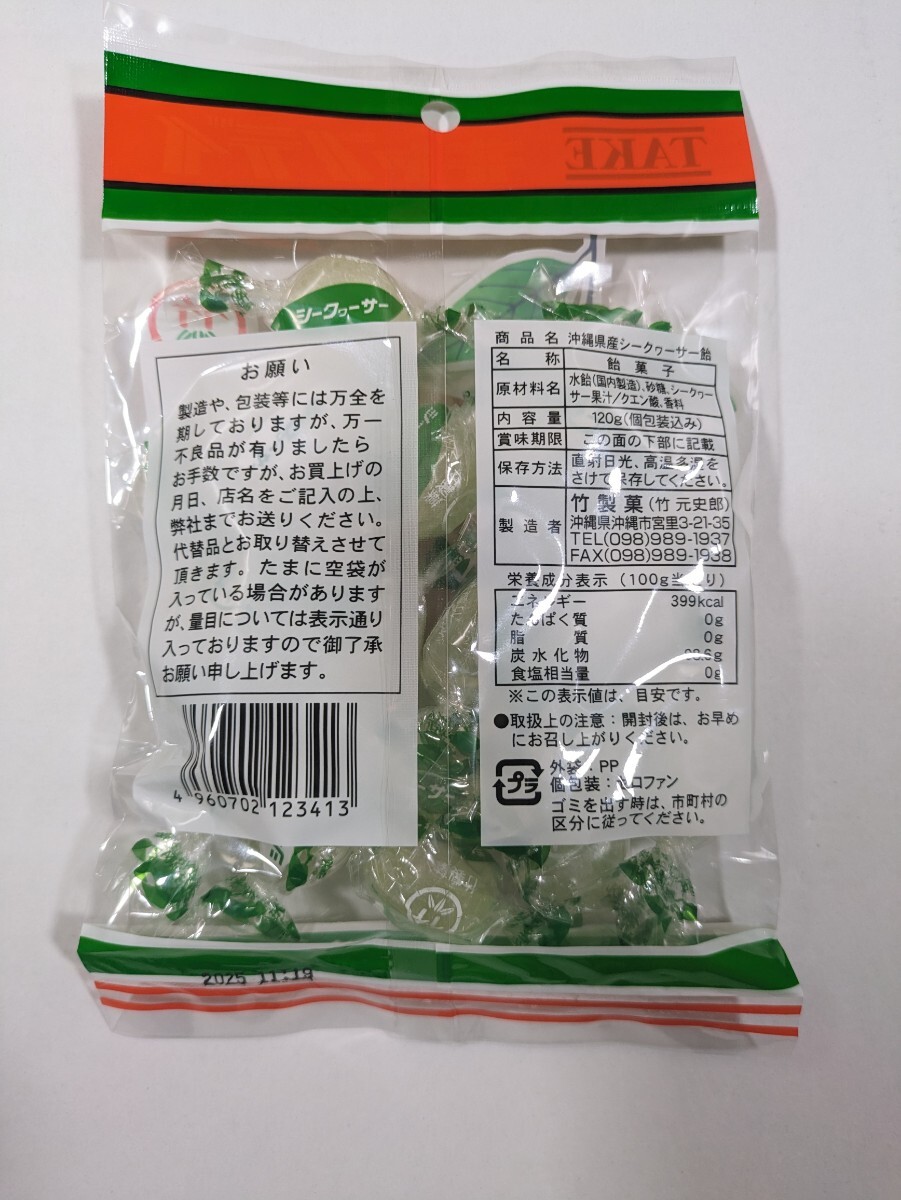 TAKE
シークヮーサー
お願い
製造や、包装等には万全を
期しておりますが、万一
不良品が有りましたら
お手数ですが、お買上げの
月日、店名をご記入の上、
弊社までお送りください。
代替品とお取り替えさせて
頂きます。たまに空袋が
入っている場合があります
が、量目については表示通り
入っておりますので御了承
お願い申し上げます。
4 960702 123413
商品名 沖縄県産シークヮーサー飴
名称 飴菓子
原材料名 水飴(国内製造)、砂糖、シークヮー
サー果汁/クエン酸、香料
内容量 120g(個包装込み)
賞味期限 この面の下部に記載
保存方法 直射日光、高温多湿を
さけて保存してください。
製造者 竹製菓(竹 元史郎)
沖縄県沖縄市宮里3-21-35
TEL(098)989-1937
FAX(098)989-1938
栄養成分表示(100g当り)
エネルギー 399kcal
たんぱく質 0g
脂質 0g
炭水化物 8.6g
食塩相当量 0g
※この表示値は、目安です。
●取扱上の注意:開封後は、お早め
にお召し上がりください。
プラ
外袋:PP
個包装:セロファン
ゴミを出す時は、市町村の
区分に従ってください。
ーサー
竹
2025 11.19